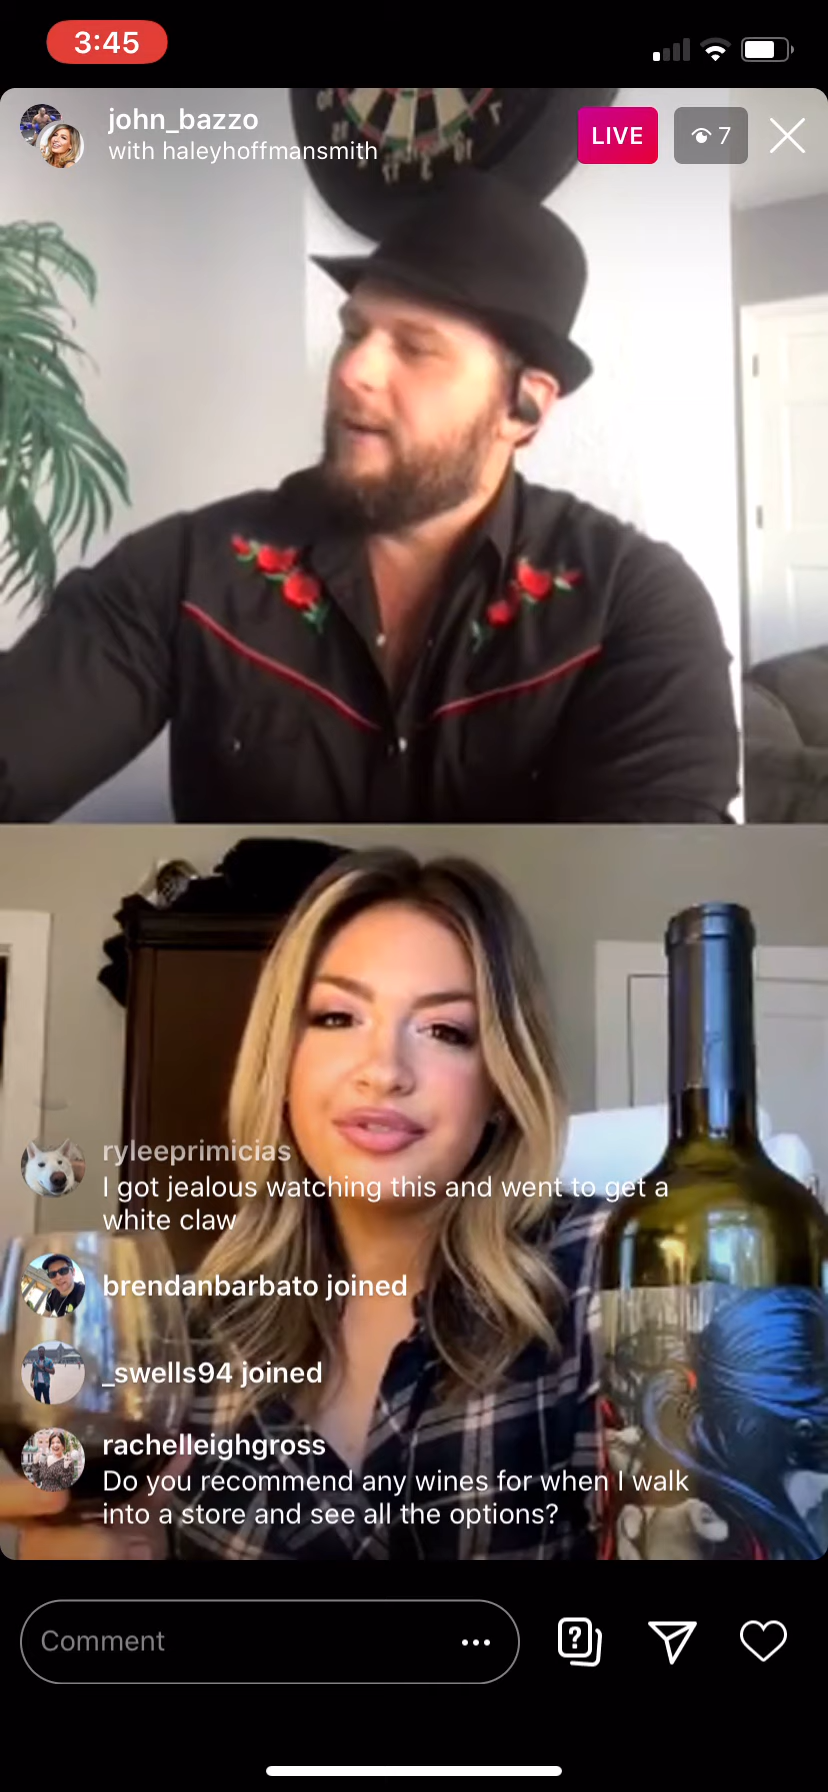 3:45
john_bazzo
with haleyhoffmansmith
LIVE
7
ryleeprimicias
I got jealous watching this and went to get a
white claw
brendanbarbato joined
_swells94 joined
rachelleighgross
Do you recommend any wines for when I walk
into a store and see all the options?
Comment